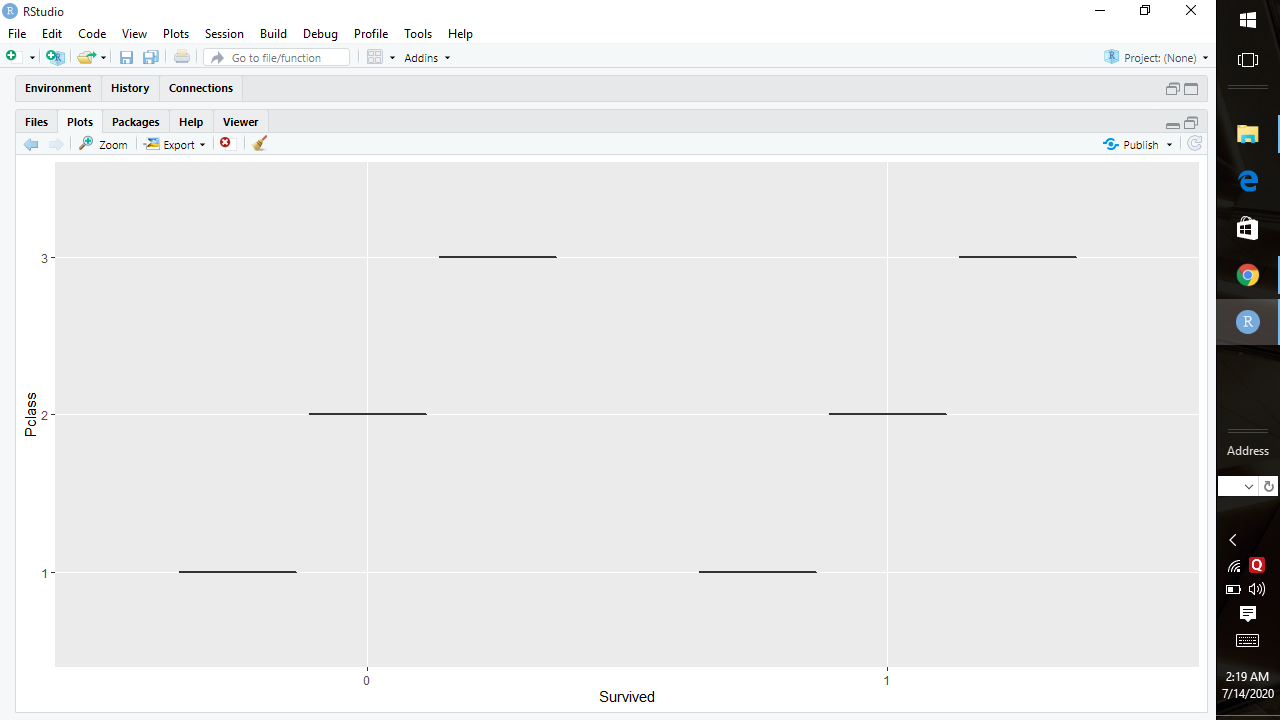 R RStudio
File Edit Code View Plots Session Build Debug Profile Tools Help
Go to file/function Addins Project: (None)
Environment History Connections
Files Plots Packages Help Viewer
Zoom Export Publish
3
2
1
Pclass
0 1
Survived
R
Address
Q
2:19 AM
7/14/2020